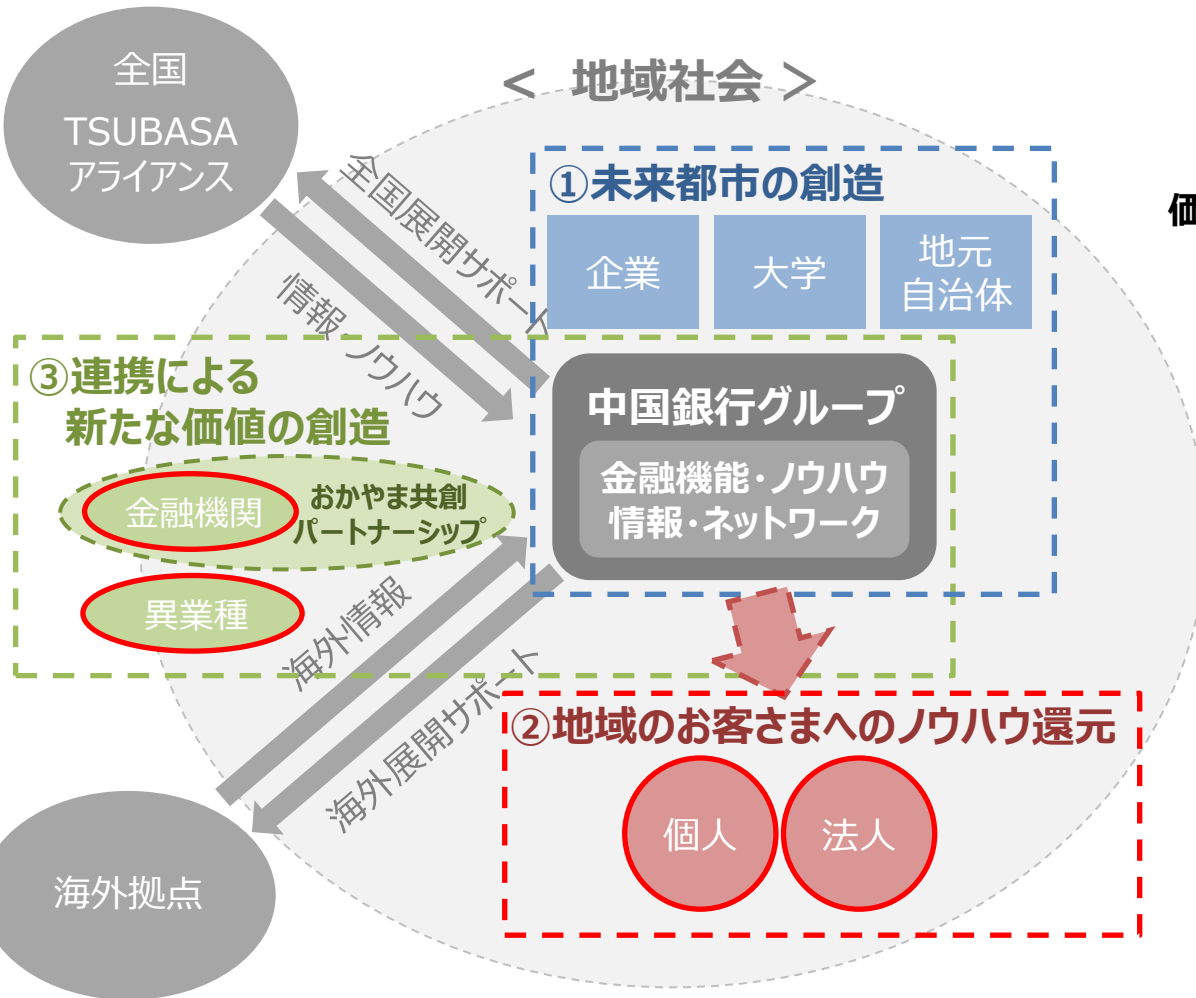 全国
TSUBASA
アライアンス
< 地域社会 >
①未来都市の創造
企業
大学
地元
自治体
価
全国展開サポート
情報・ノウハウ
③連携による
新たな価値の創造
金融機関
おかやま共創
パートナーシップ
異業種
中国銀行グループ
金融機能・ノウハウ
情報・ネットワーク
海外情報
海外展開サポート
②地域のお客さまへのノウハウ還元
個人
法人
海外拠点